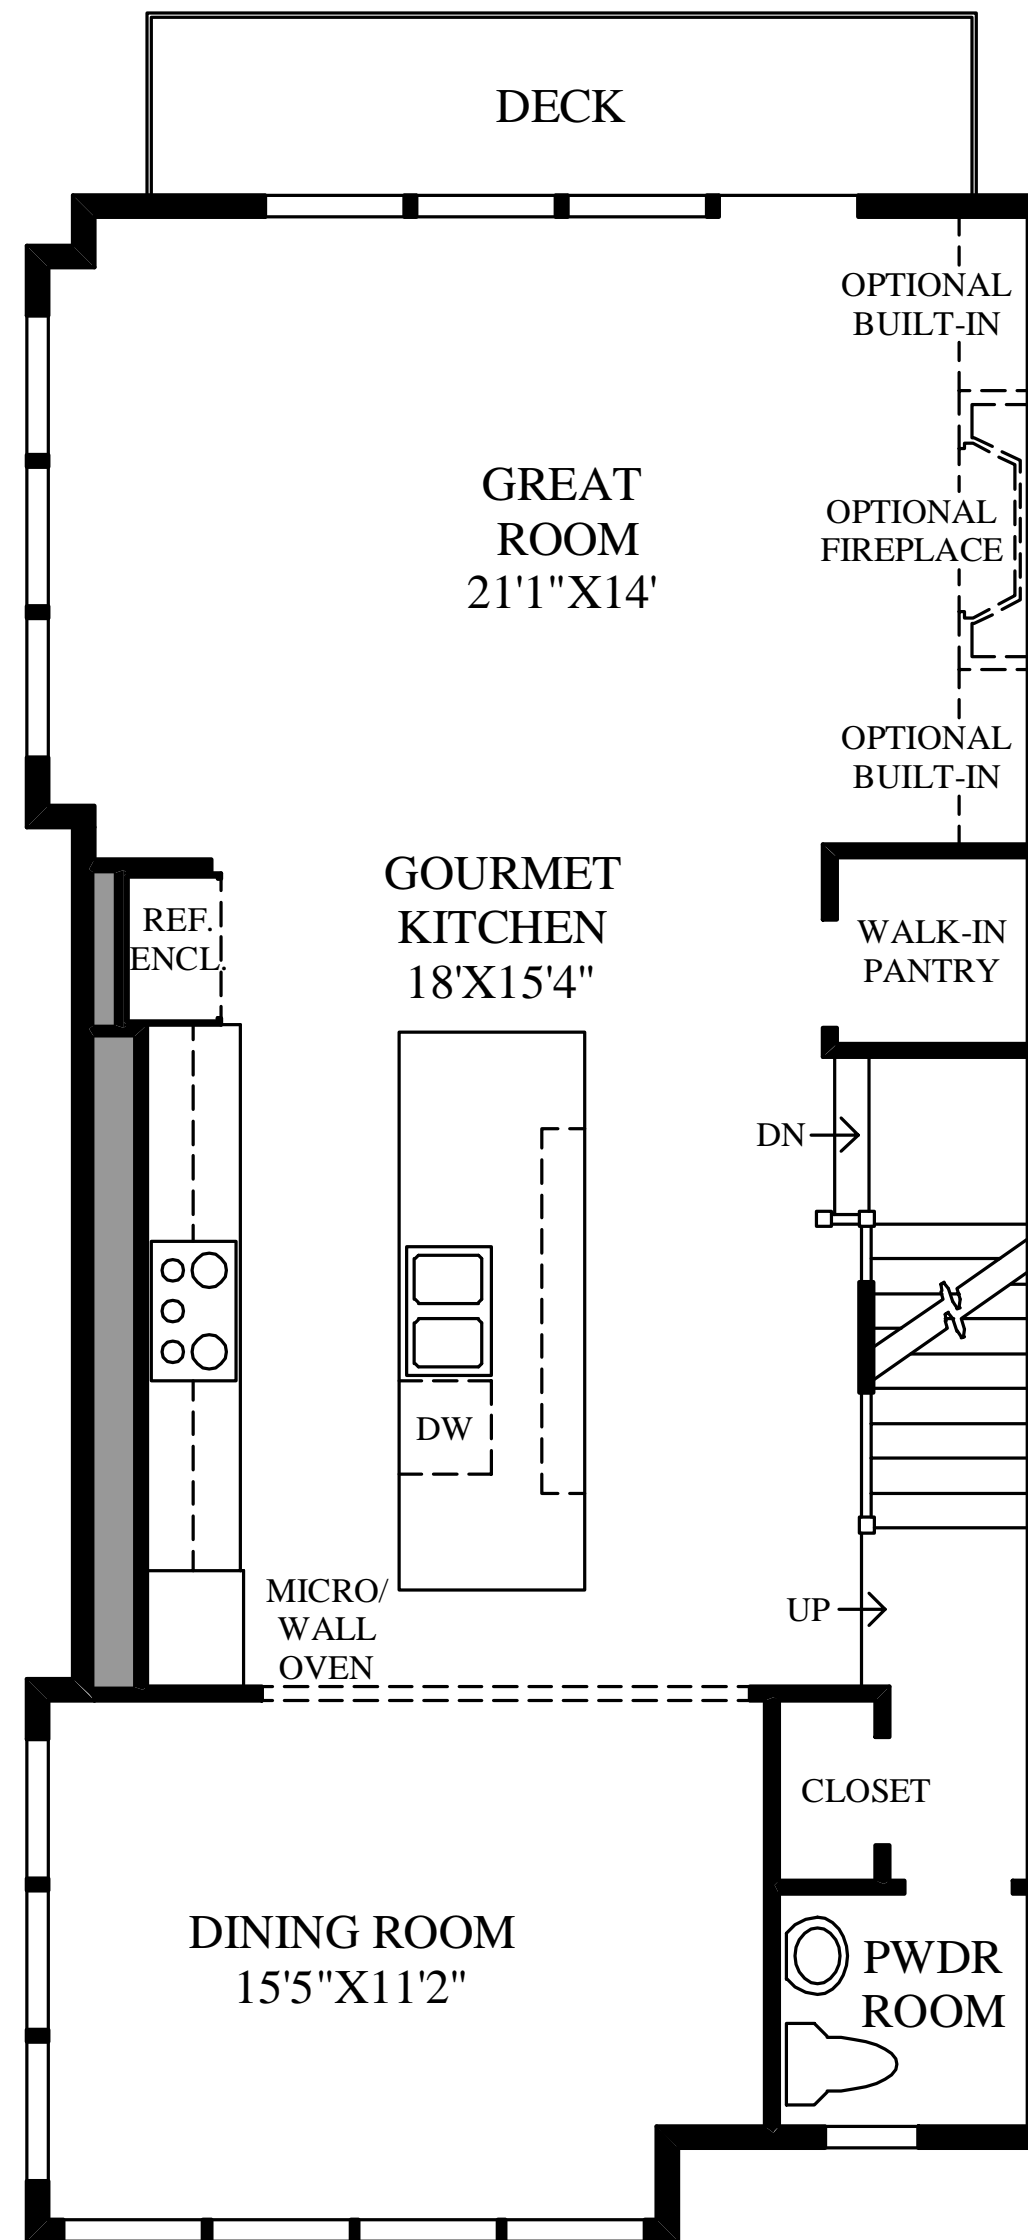 DECK
OPTIONAL
BUILT-IN
GREAT
ROOM
21'1"X14'
OPTIONAL
FIREPLACE
OPTIONAL
BUILT-IN
GOURMET
KITCHEN
18'X15'4"
REF.
ENCL.
WALK-IN
PANTRY
DN
DW
MICRO/
WALL
OVEN
UP
CLOSET
DINING ROOM
15'5"X11'2"
PWDR
ROOM